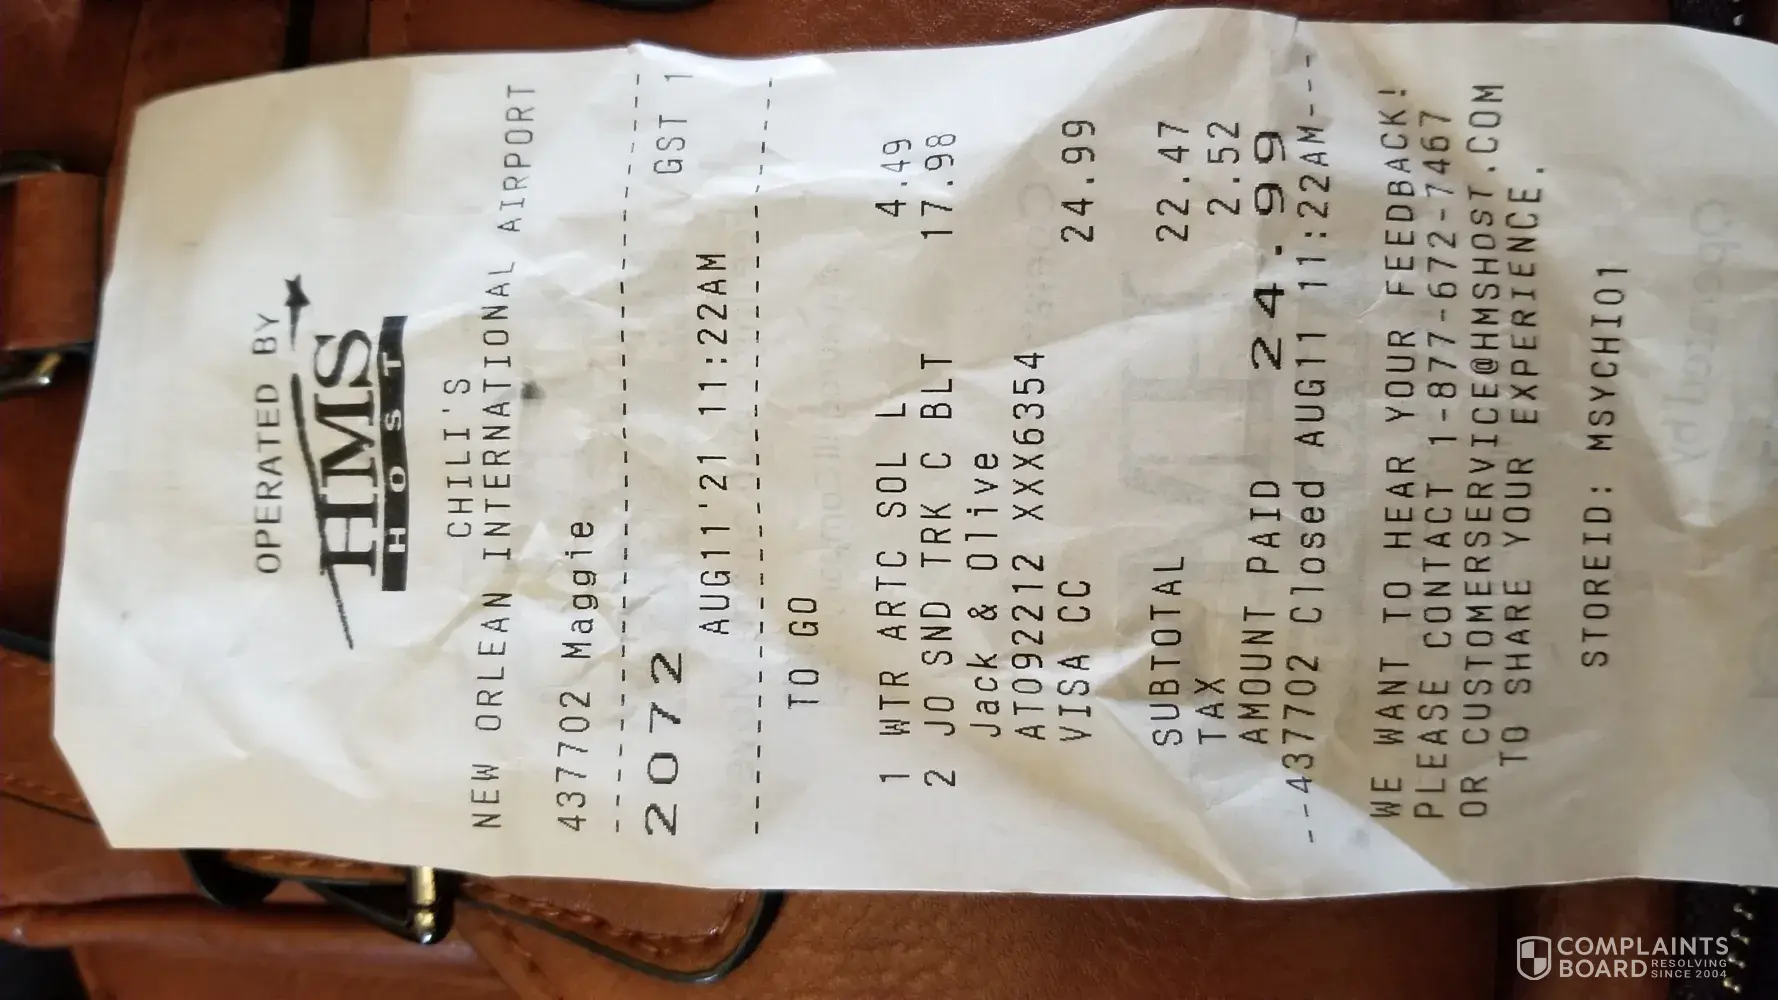 OPERATED BY
HMS
HOST
CHILI'S
NEW ORLEAN INTERNATIONAL AIRPORT
437702 Maggie
2072 GST 1
AUG11'21 11:22AM
TO GO
1 WTR ARTC SOL L 4.49
2 JO SND TRK C BLT 17.98
Jack & Olive
AT092212 XXX6354
VISA CC 24.99
SUBTOTAL 22.47
TAX 2.52
AMOUNT PAID 24.99
--437702 Closed AUG11 11:22AM---
WE WANT TO HEAR YOUR FEEDBACK!
PLEASE CONTACT 1-877-672-7467
OR CUSTOMERSERVICE@HMSHOST.COM
TO SHARE YOUR EXPERIENCE.
STOREID: MSYCHI01
COMPLAINTS
BOARD RESOLVING
SINCE 2004